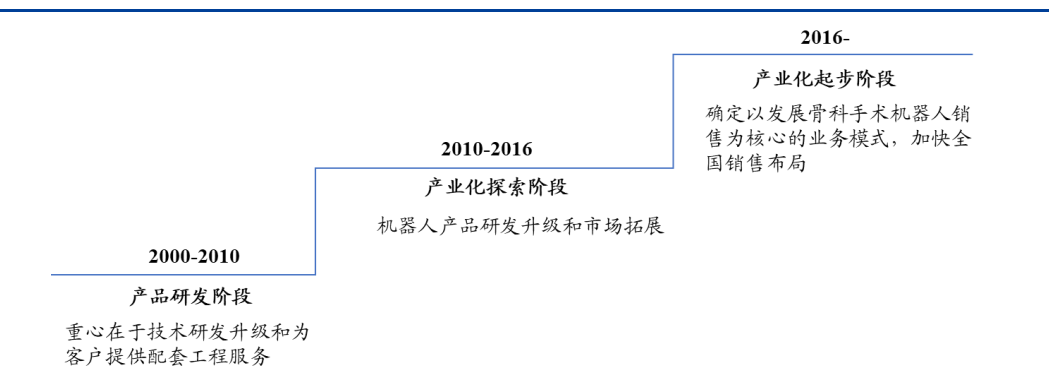 2016-
产业化起步阶段
确定以发展骨科手术机器人销
售为核心的业务模式，加快全
国销售布局
2010-2016
产业化探索阶段
机器人产品研发升级和市场拓展
2000-2010
产品研发阶段
重心在于技术研发升级和为
客户提供配套工程服务